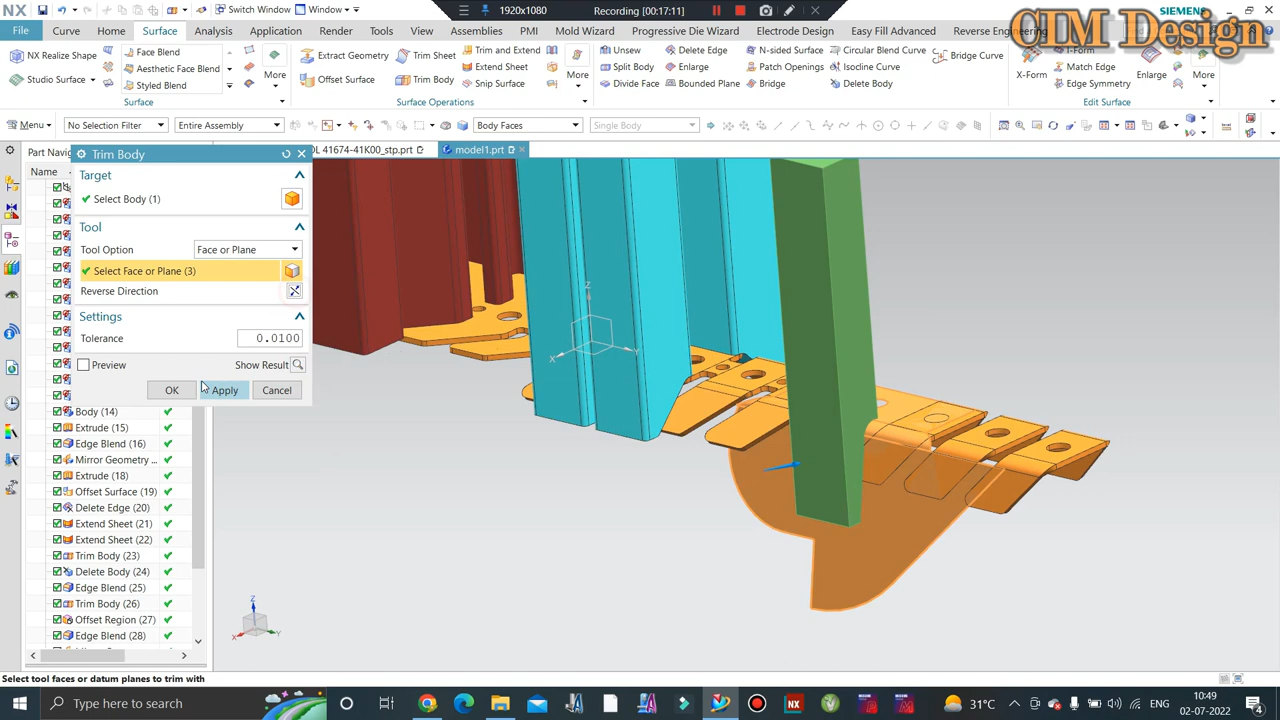 NX Switch Window Window 1920x1080 Recording [00:17:11] SIEMENS
CIM Design
File Curve Home Surface Analysis Application Render Tools View Assemblies PMI Mold Wizard Progressive Die Wizard Electrode Design Easy Fill Advanced Reverse Engineering
NX Realize Shape
Studio Surface
Face Blend
Aesthetic Face Blend
Styled Blend
More
Surface
Extract Geometry
Offset Surface
Trim Sheet
Trim Body
Trim and Extend
Extend Sheet
Snip Surface
More
Surface Operations
Unsew
Split Body
Divide Face
Delete Edge
Enlarge
Bounded Plane
N-sided Surface
Patch Openings
Bridge
Circular Blend Curve
Isocline Curve
Delete Body
Bridge Curve
X-Form
I-Form
Match Edge
Edge Symmetry
Enlarge
More
Edit Surface
Menu No Selection Filter Entire Assembly Body Faces Single Body
Part Nav
OL 41674-41K00_stp.prt model1.prt
Name
Trim Body
Target
Select Body (1)
Tool
Tool Option Face or Plane
Select Face or Plane (3)
Reverse Direction
Settings
Tolerance 0.0100
Preview Show Result
OK Apply Cancel
Body (14)
Extrude (15)
Edge Blend (16)
Mirror Geometry ...
Extrude (18)
Offset Surface (19)
Delete Edge (20)
Extend Sheet (21)
Extend Sheet (22)
Trim Body (23)
Delete Body (24)
Edge Blend (25)
Trim Body (26)
Offset Region (27)
Edge Blend (28)
Z
X
Y
Z
X
Y
Select tool faces or datum planes to trim with
Type here to search
31°C
ENG
10:49
02-07-2022
4